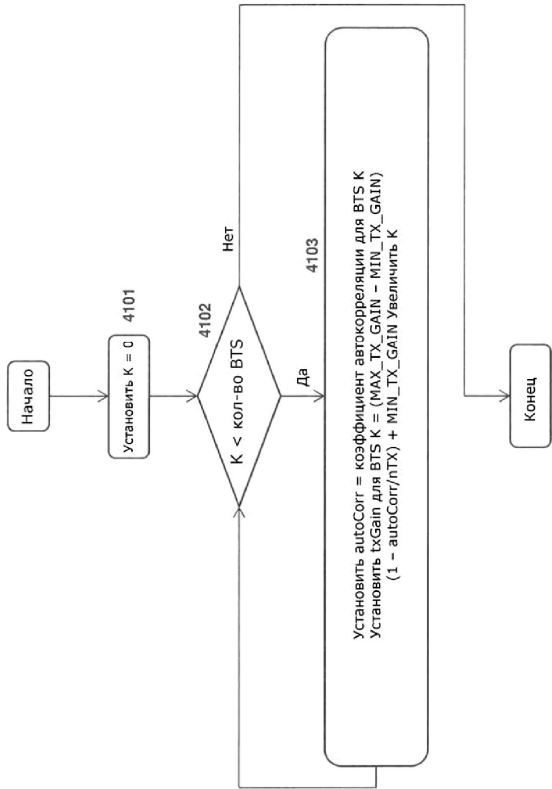 Начало
4101
Установить K = 0
4102
K < кол-во BTS
Нет
Да
4103
Установить autoCorr = коэффициент автокорреляции для BTS K
Установить txGain для BTS K = (MAX_TX_GAIN – MIN_TX_GAIN)
(1 – autoCorr/nTX) + MIN_TX_GAIN Увеличить K
Конец